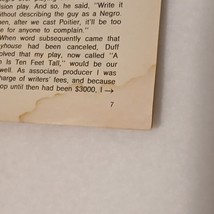 ision play. And so, he said, "Write it
ithout describing the guy as a Negro.
hen, after we cast Poitier, it'll be too
e for anyone to complain."
When word subsequently came that
yhouse had been canceled, Duff
olved that my play, now called "A
n Is Ten Feet Tall," would be our
well. As associate producer I was
charge of writers' fees, and because
op until then had been $3000, I →
7